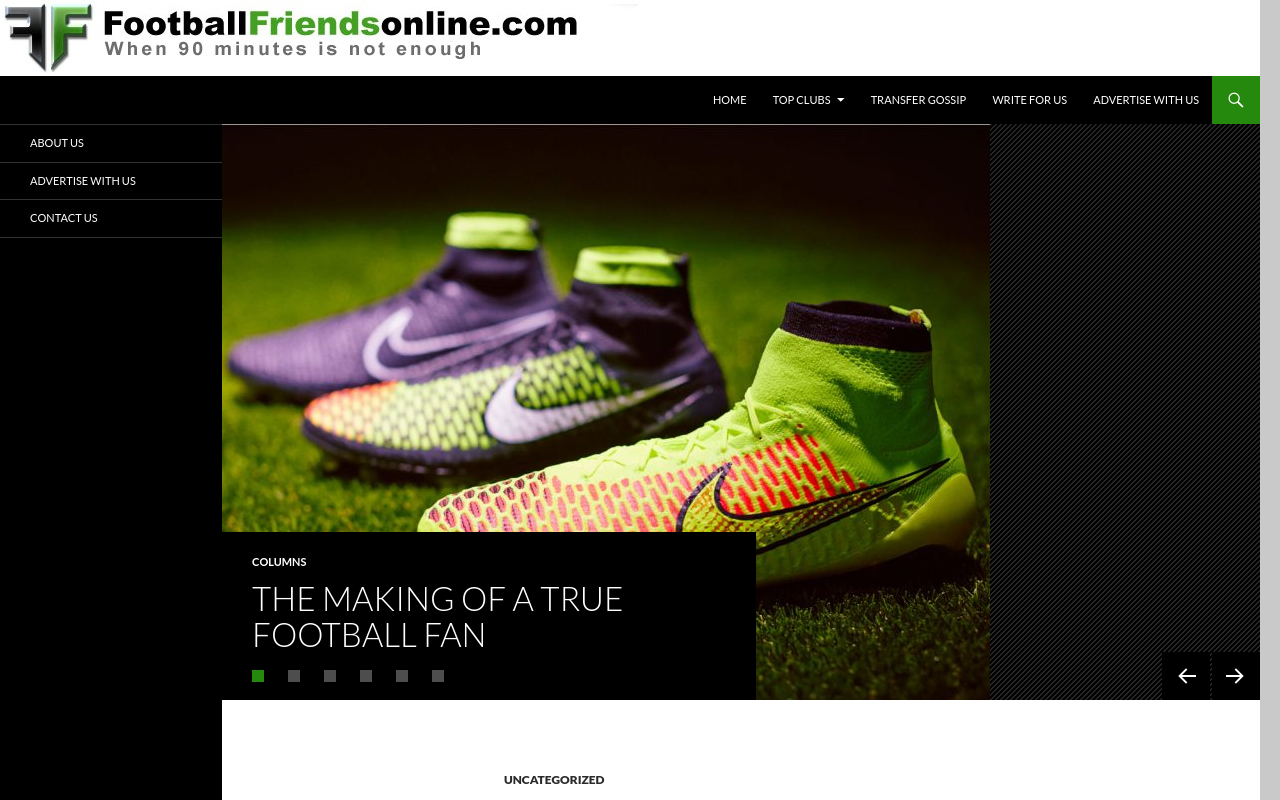 FootballFriendsonline.com
When 90 minutes is not enough
HOME TOP CLUBS TRANSFER GOSSIP WRITE FOR US ADVERTISE WITH US
ABOUT US
ADVERTISE WITH US
CONTACT US
COLUMNS
THE MAKING OF A TRUE
FOOTBALL FAN
UNCATEGORIZED